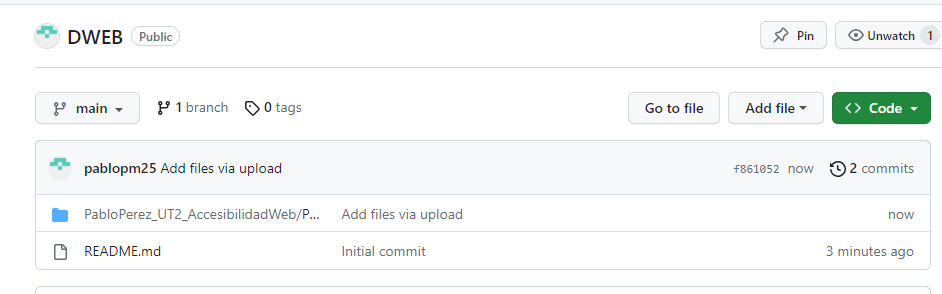 DWEB Public Pin Unwatch 1
main 1 branch 0 tags Go to file Add file Code
pablopm25 Add files via upload f861052 now 2 commits
PabloPerez_UT2_AccesibilidadWeb/P... Add files via upload now
README.md Initial commit 3 minutes ago